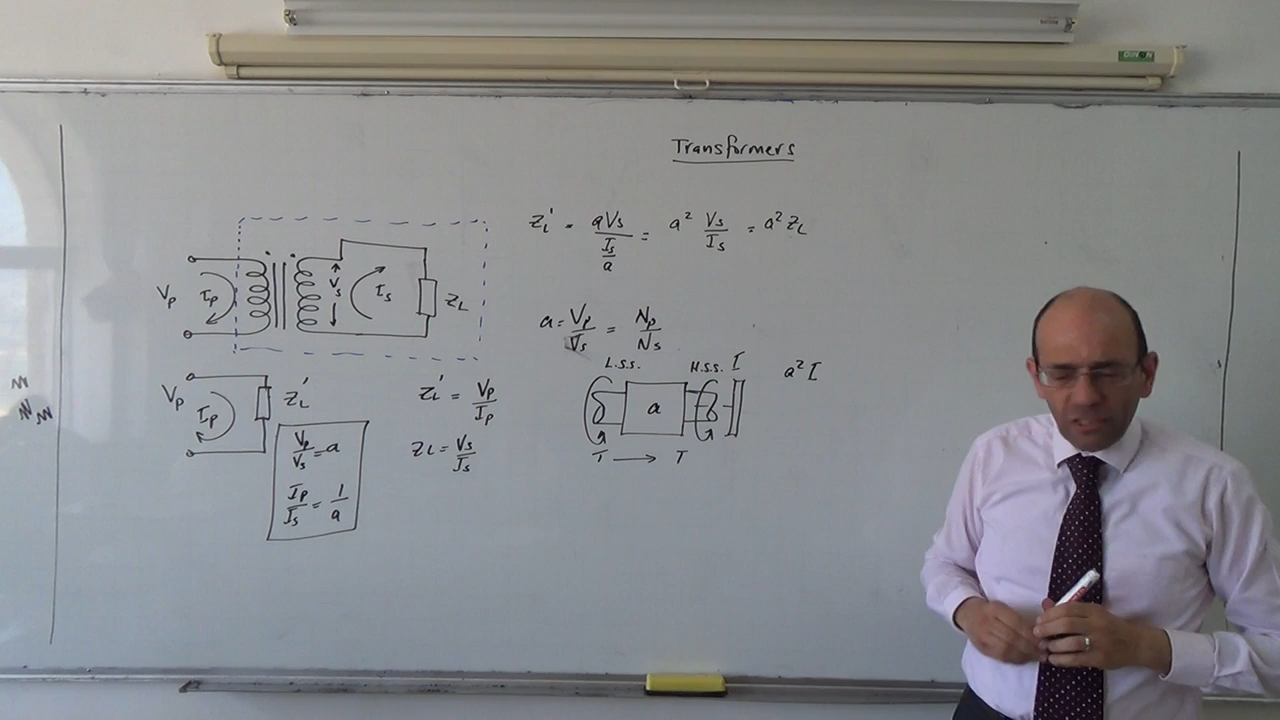 DINON
Transformers
ZL' = aVs / (Is/a) = a² Vs/Is = a² ZL
Vp Ip Vs Is ZL
a = Vp/Vs = Np/Ns
L.S.S. H.S.S. I a² I
a
T → T
Vp Ip ZL'
ZL' = Vp/Ip
ZL = Vs/Is
Vp/Vs = a
Ip/Is = 1/a